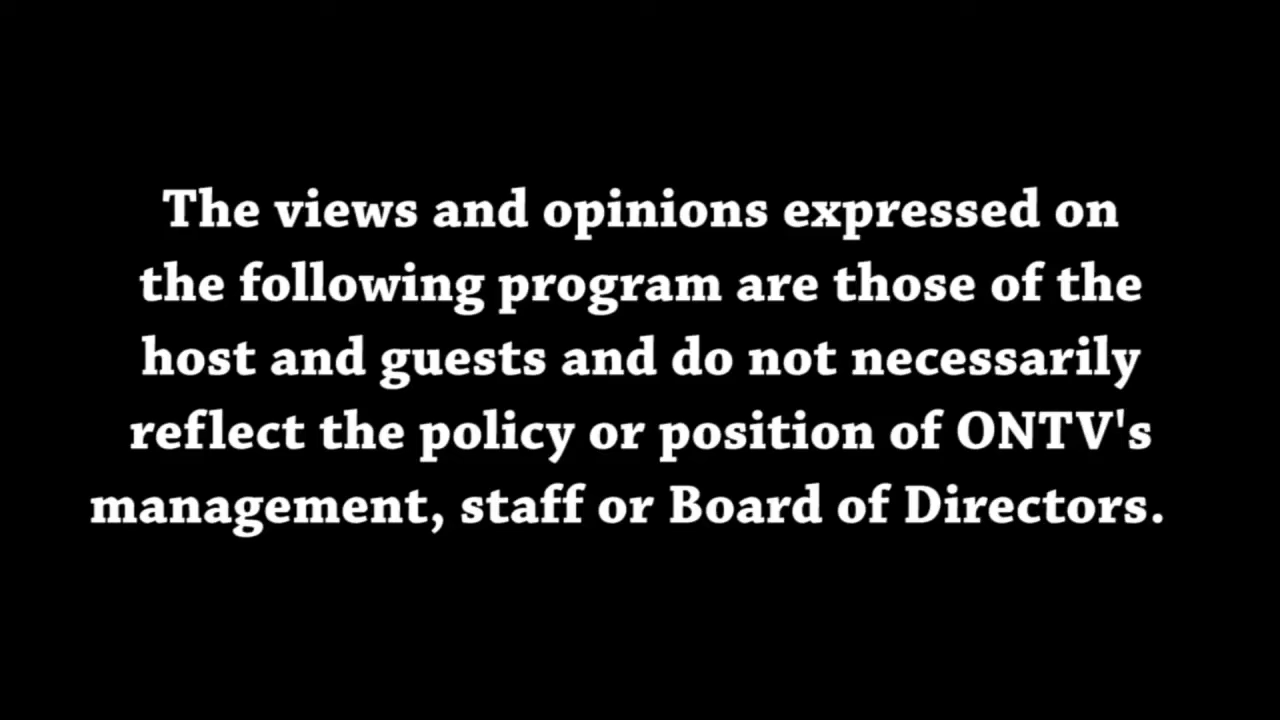 The views and opinions expressed on
the following program are those of the
host and guests and do not necessarily
reflect the policy or position of ONTV's
management, staff or Board of Directors.